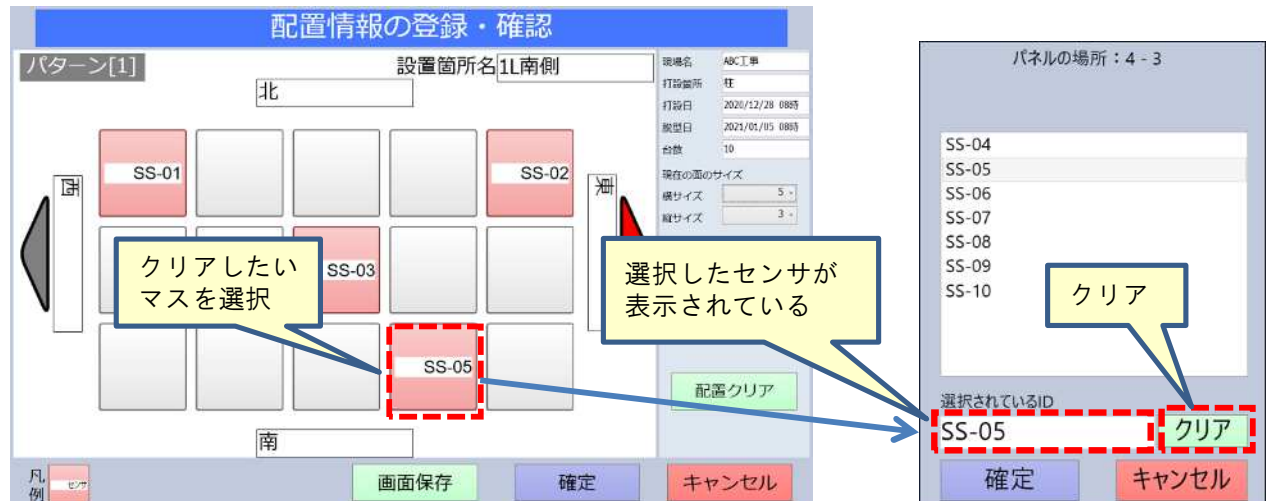 配置情報の登録・確認
パターン[1]
設置箇所名 1L南側
北
西
東
南
SS-01
SS-02
SS-03
SS-05
クリアしたい
マスを選択
現場名 ABC工事
打設箇所 柱
打設日 2020/12/28 08時
脱型日 2021/01/05 08時
台数 10
現在の面のサイズ
横サイズ 5
縦サイズ 3
選択したセンサが
表示されている
配置クリア
凡例
センサ
画面保存
確定
キャンセル
パネルの場所：4 - 3
SS-04
SS-05
SS-06
SS-07
SS-08
SS-09
SS-10
クリア
選択されているID
SS-05
クリア
確定
キャンセル